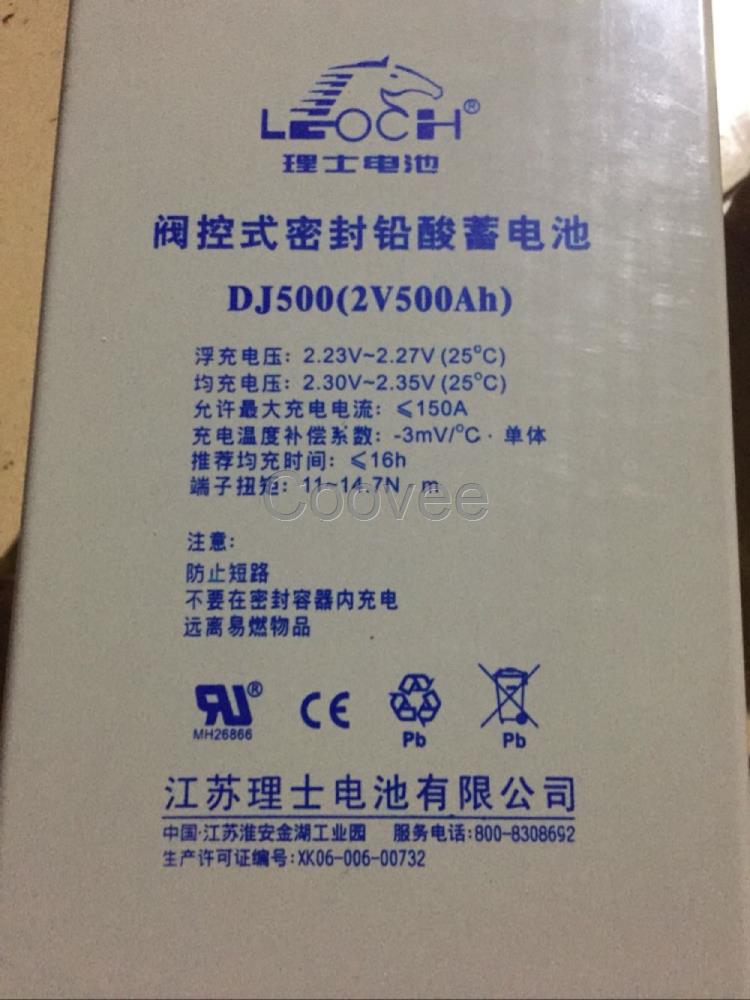 LEOCH®
理士电池
阀控式密封铅酸蓄电池
DJ500(2V500Ah)
浮充电压: 2.23V~2.27V (25°C)
均充电压: 2.30V~2.35V (25°C)
允许最大充电电流: ≤150A
充电温度补偿系数: -3mV/°C · 单体
推荐均充时间: ≤16h
端子扭矩: 11~14.7N · m
Coovee
注意:
防止短路
不要在密封容器内充电
远离易燃物品
RU® CE
MH26866 Pb Pb
江苏理士电池有限公司
中国·江苏淮安金湖工业园 服务电话:800-8308692
生产许可证编号:XK06-006-00732